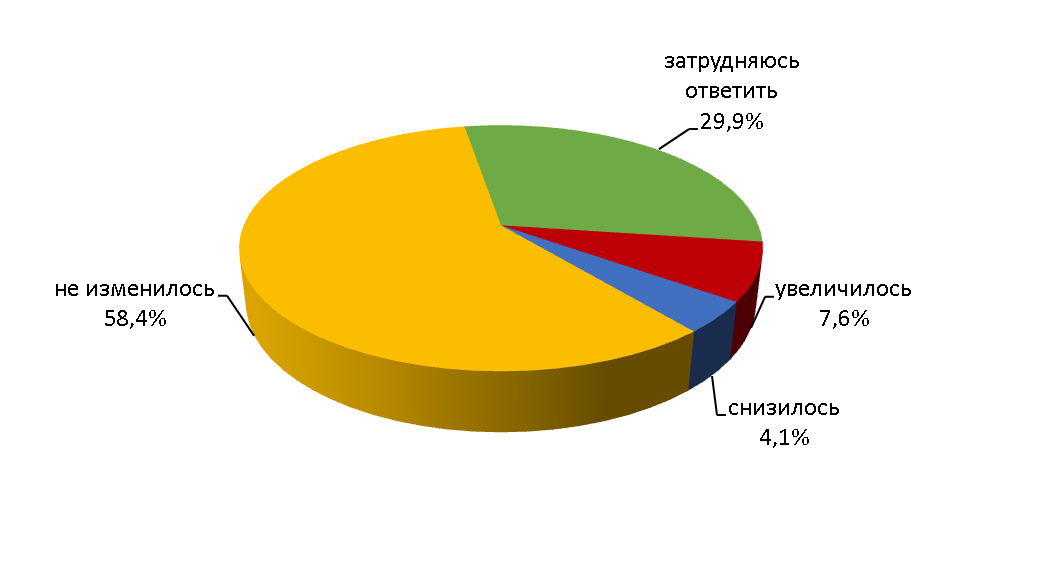 затрудняюсь
ответить
29,9%
не изменилось
58,4%
увеличилось
7,6%
снизилось
4,1%